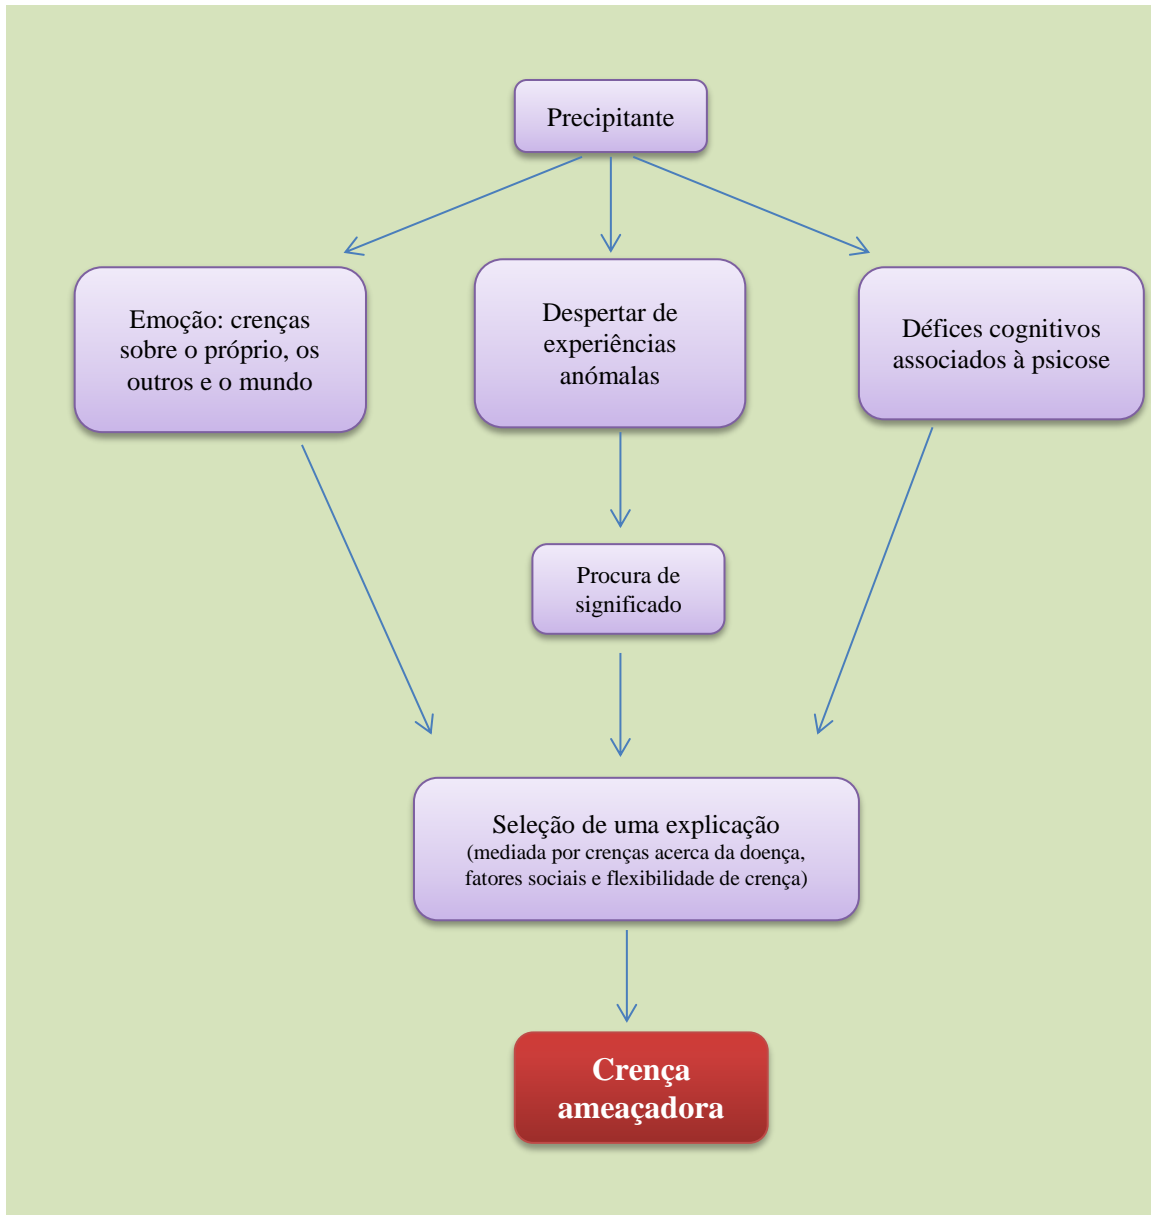 Precipitante
Emoção: crenças
sobre o próprio, os
outros e o mundo
Despertar de
experiências
anómalas
Défices cognitivos
associados à psicose
Procura de
significado
Seleção de uma explicação
(mediada por crenças acerca da doença,
fatores sociais e flexibilidade de crença)
Crença
ameaçadora